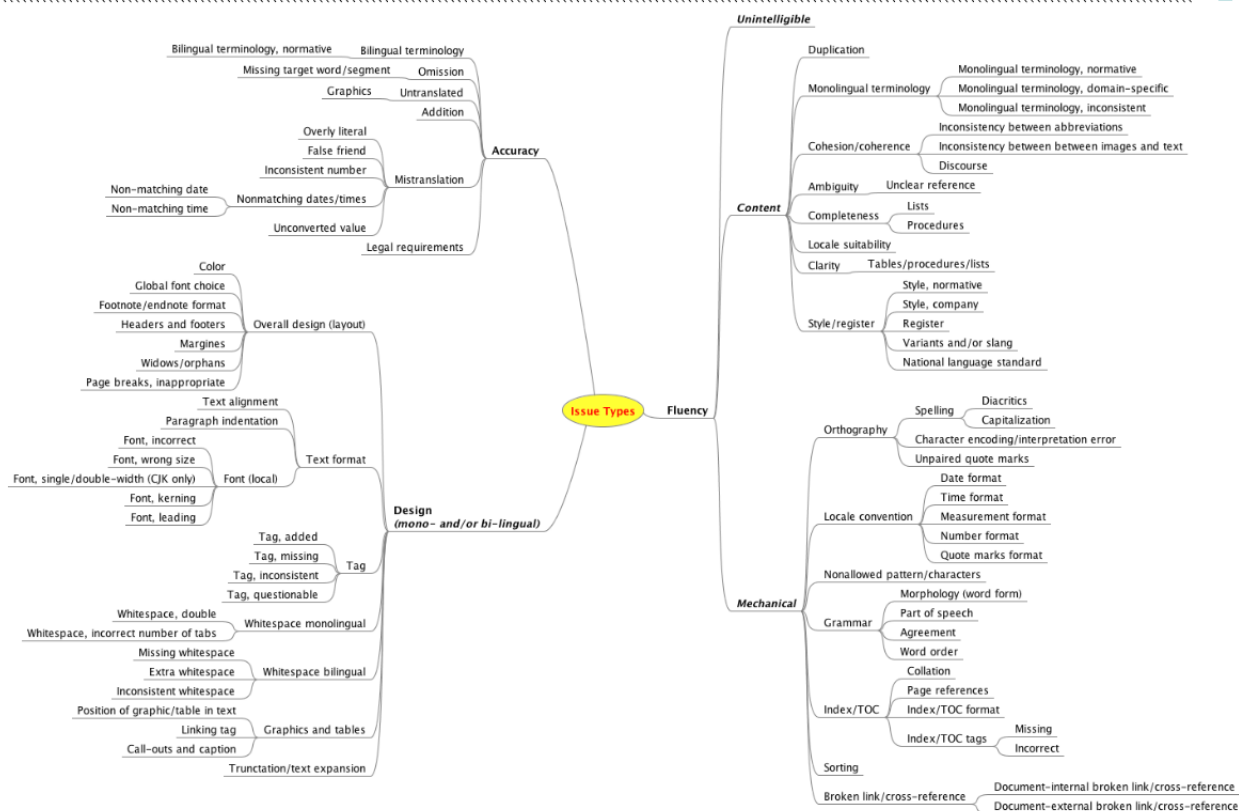 Issue Types
Accuracy
Bilingual terminology
Bilingual terminology, normative
Omission
Missing target word/segment
Untranslated
Graphics
Addition
Mistranslation
Overly literal
False friend
Inconsistent number
Nonmatching dates/times
Non-matching date
Non-matching time
Unconverted value
Legal requirements
Design
(mono- and/or bi-lingual)
Overall design (layout)
Color
Global font choice
Footnote/endnote format
Headers and footers
Margines
Widows/orphans
Page breaks, inappropriate
Text format
Text alignment
Paragraph indentation
Font (local)
Font, incorrect
Font, wrong size
Font, single/double-width (CJK only)
Font, kerning
Font, leading
Tag
Tag, added
Tag, missing
Tag, inconsistent
Tag, questionable
Whitespace monolingual
Whitespace, double
Whitespace, incorrect number of tabs
Whitespace bilingual
Missing whitespace
Extra whitespace
Inconsistent whitespace
Graphics and tables
Position of graphic/table in text
Linking tag
Call-outs and caption
Trunctation/text expansion
Fluency
Unintelligible
Content
Duplication
Monolingual terminology
Monolingual terminology, normative
Monolingual terminology, domain-specific
Monolingual terminology, inconsistent
Cohesion/coherence
Inconsistency between abbreviations
Inconsistency between between images and text
Discourse
Ambiguity
Unclear reference
Completeness
Lists
Procedures
Locale suitability
Clarity
Tables/procedures/lists
Style/register
Style, normative
Style, company
Register
Variants and/or slang
National language standard
Mechanical
Orthography
Spelling
Diacritics
Capitalization
Character encoding/interpretation error
Unpaired quote marks
Locale convention
Date format
Time format
Measurement format
Number format
Quote marks format
Nonallowed pattern/characters
Grammar
Morphology (word form)
Part of speech
Agreement
Word order
Index/TOC
Collation
Page references
Index/TOC format
Index/TOC tags
Missing
Incorrect
Sorting
Broken link/cross-reference
Document-internal broken link/cross-reference
Document-external broken link/cross-reference